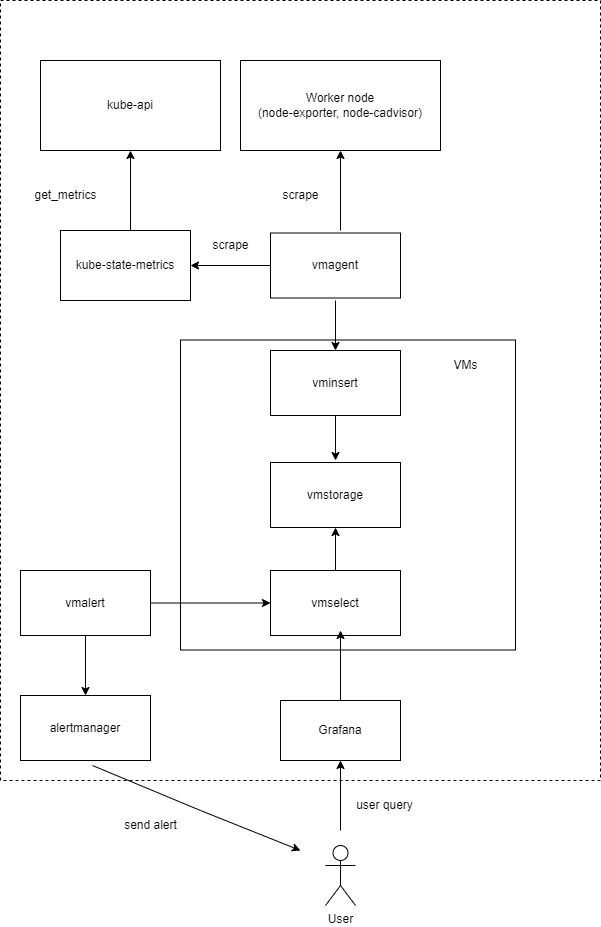 kube-api
Worker node
(node-exporter, node-cadvisor)
get_metrics
scrape
kube-state-metrics
scrape
vmagent
VMs
vminsert
vmstorage
vmalert
vmselect
alertmanager
Grafana
user query
send alert
User